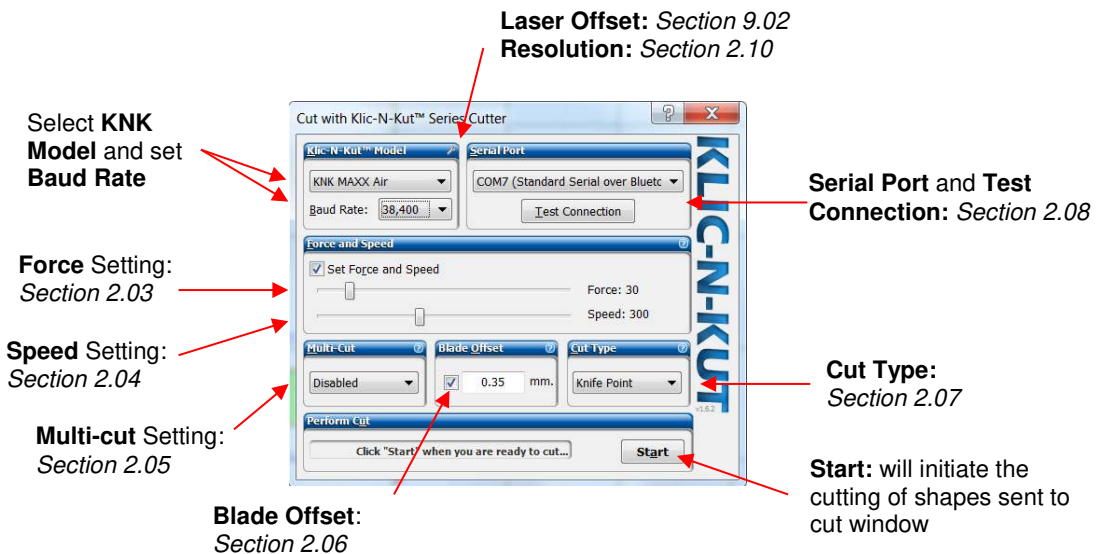 Laser Offset: Section 9.02
Resolution: Section 2.10
Select KNK
Model and set
Baud Rate
Cut with Klic-N-Kut™ Series Cutter
Klic-N-Kut™ Model
Serial Port
KNK MAXX Air
COM7 (Standard Serial over Bluetc
Baud Rate: 38,400
Test Connection
Serial Port and Test
Connection: Section 2.08
Force and Speed
Set Force and Speed
Force: 30
Speed: 300
Force Setting:
Section 2.03
Speed Setting:
Section 2.04
Multi-Cut
Blade Offset
Cut Type
Disabled
0.35 mm.
Knife Point
KLIC-N-KUT
v1.6.2
Cut Type:
Section 2.07
Multi-cut Setting:
Section 2.05
Perform Cut
Click "Start" when you are ready to cut...
Start
Start: will initiate the
cutting of shapes sent to
cut window
Blade Offset:
Section 2.06